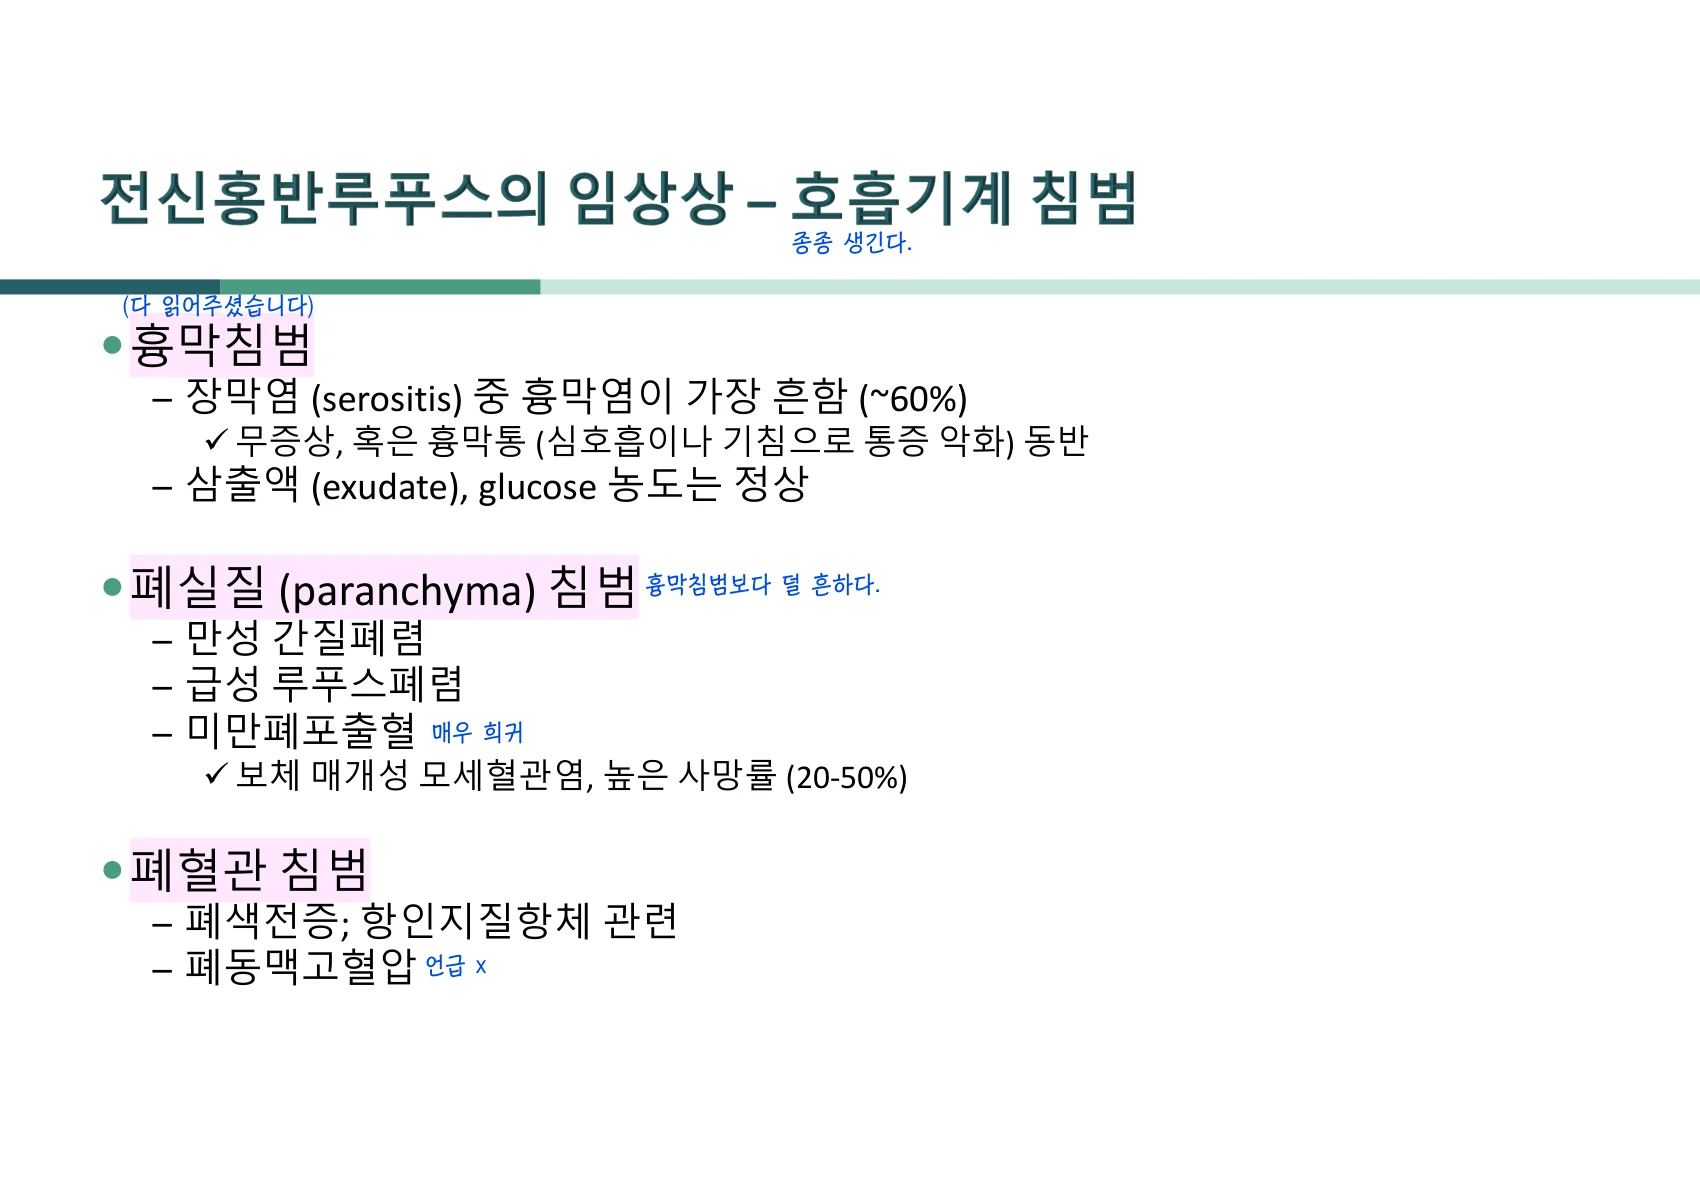 전신홍반루푸스의 임상상 – 호흡기계 침범
종종 생긴다.
(다 읽어주셨습니다)
• 흉막침범
– 장막염 (serositis) 중 흉막염이 가장 흔함 (~60%)
✓ 무증상, 혹은 흉막통 (심호흡이나 기침으로 통증 악화) 동반
– 삼출액 (exudate), glucose 농도는 정상
• 폐실질 (paranchyma) 침범 흉막침범보다 덜 흔하다.
– 만성 간질폐렴
– 급성 루푸스폐렴
– 미만폐포출혈 매우 희귀
✓ 보체 매개성 모세혈관염, 높은 사망률 (20-50%)
• 폐혈관 침범
– 폐색전증; 항인지질항체 관련
– 폐동맥고혈압 언급 x